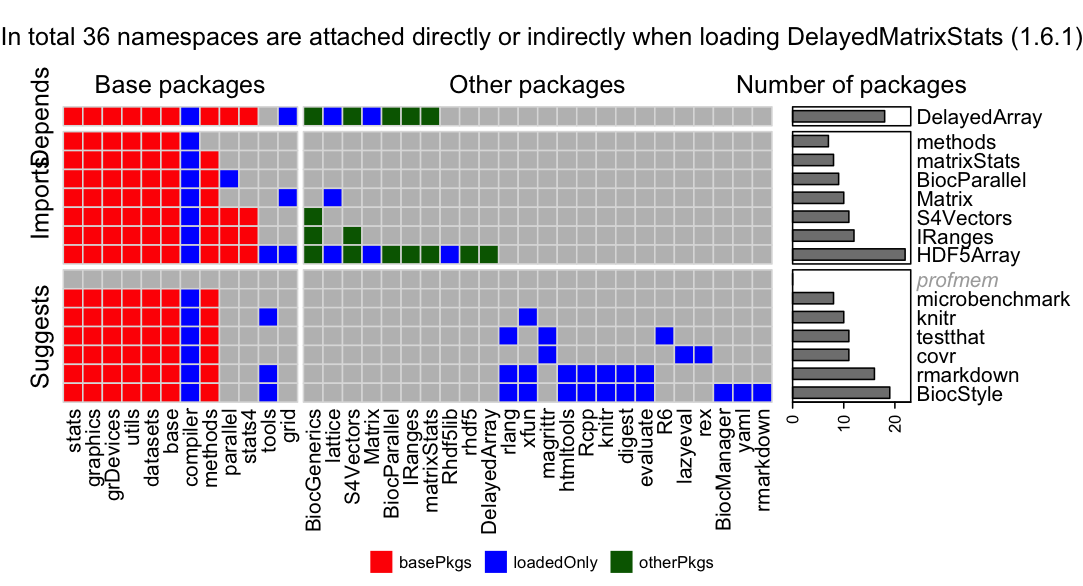 In total 36 namespaces are attached directly or indirectly when loading DelayedMatrixStats (1.6.1)
Base packages
Other packages
Number of packages
Depends
Imports
Suggests
DelayedArray
methods
matrixStats
BiocParallel
Matrix
S4Vectors
IRanges
HDF5Array
profmem
microbenchmark
knitr
testthat
covr
rmarkdown
BiocStyle
0
10
20
stats
graphics
grDevices
utils
datasets
base
compiler
methods
parallel
stats4
tools
grid
BiocGenerics
lattice
S4Vectors
Matrix
BiocParallel
IRanges
matrixStats
Rhdf5lib
rhdf5
DelayedArray
rlang
xfun
magrittr
htmltools
Rcpp
knitr
digest
evaluate
R6
lazyeval
rex
BiocManager
yaml
rmarkdown
basePkgs
loadedOnly
otherPkgs